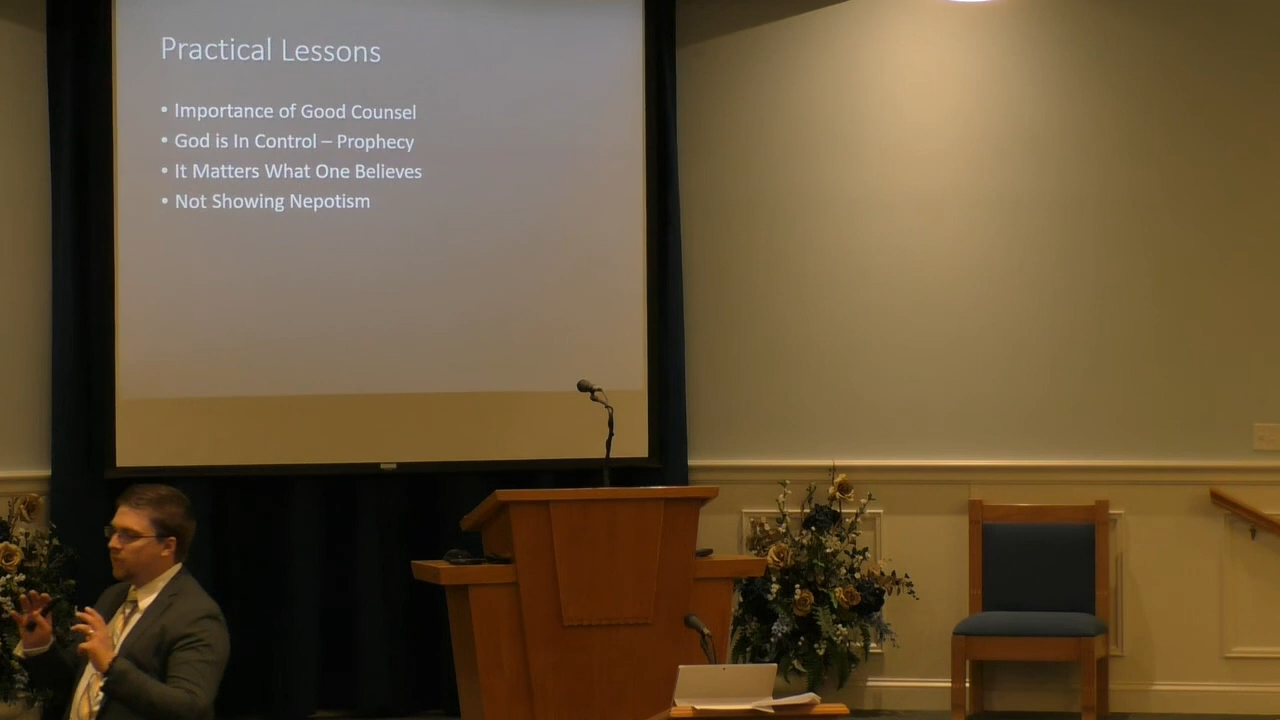 Practical Lessons
• Importance of Good Counsel
• God is In Control – Prophecy
• It Matters What One Believes
• Not Showing Nepotism